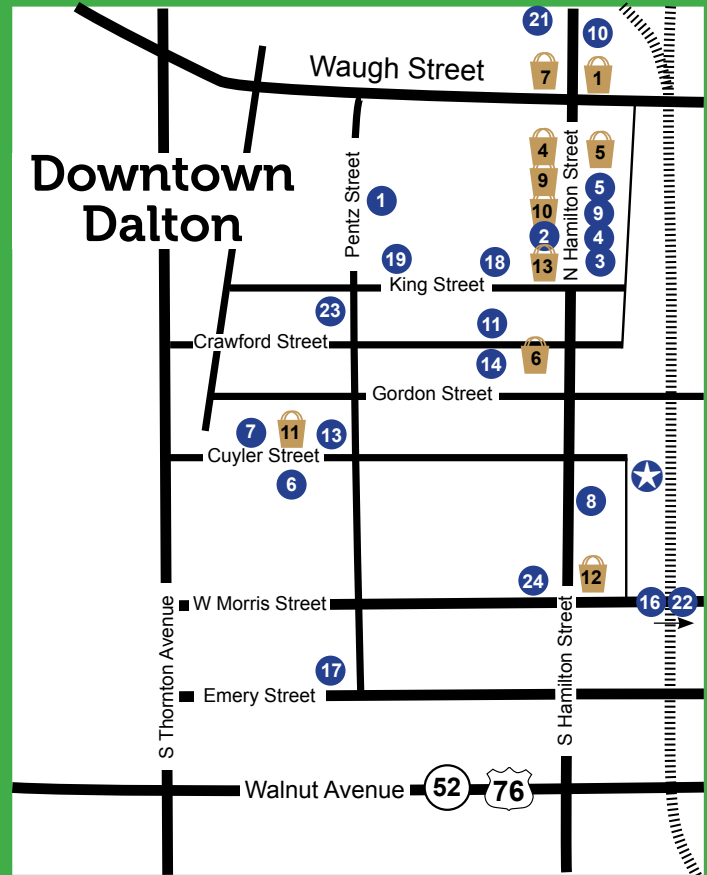 21
10
7
1
Waugh Street
Downtown
Dalton
Pentz Street
N Hamilton Street
4
5
9
5
1
10
9
2
4
13
3
19
18
King Street
23
11
Crawford Street
14
6
Gordon Street
7
11
13
Cuyler Street
6
8
24
12
W Morris Street
16
22
S Thornton Avenue
S Hamilton Street
17
Emery Street
Walnut Avenue
52
76